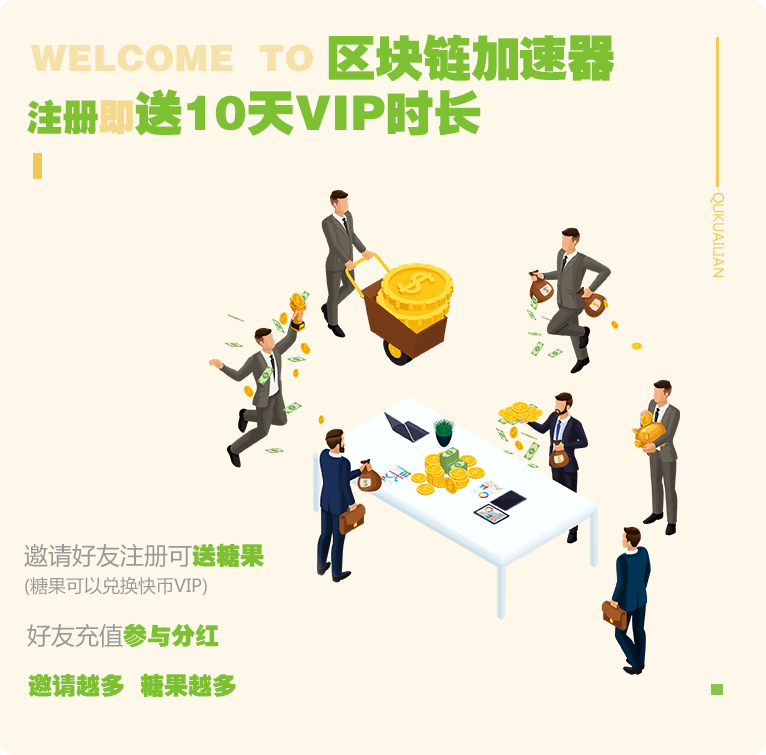 WELCOME TO 区块链加速器
注册即送10天VIP时长
QUKUAILIAN
邀请好友注册可送糖果
(糖果可以兑换快币VIP)
好友充值参与分红
邀请越多 糖果越多